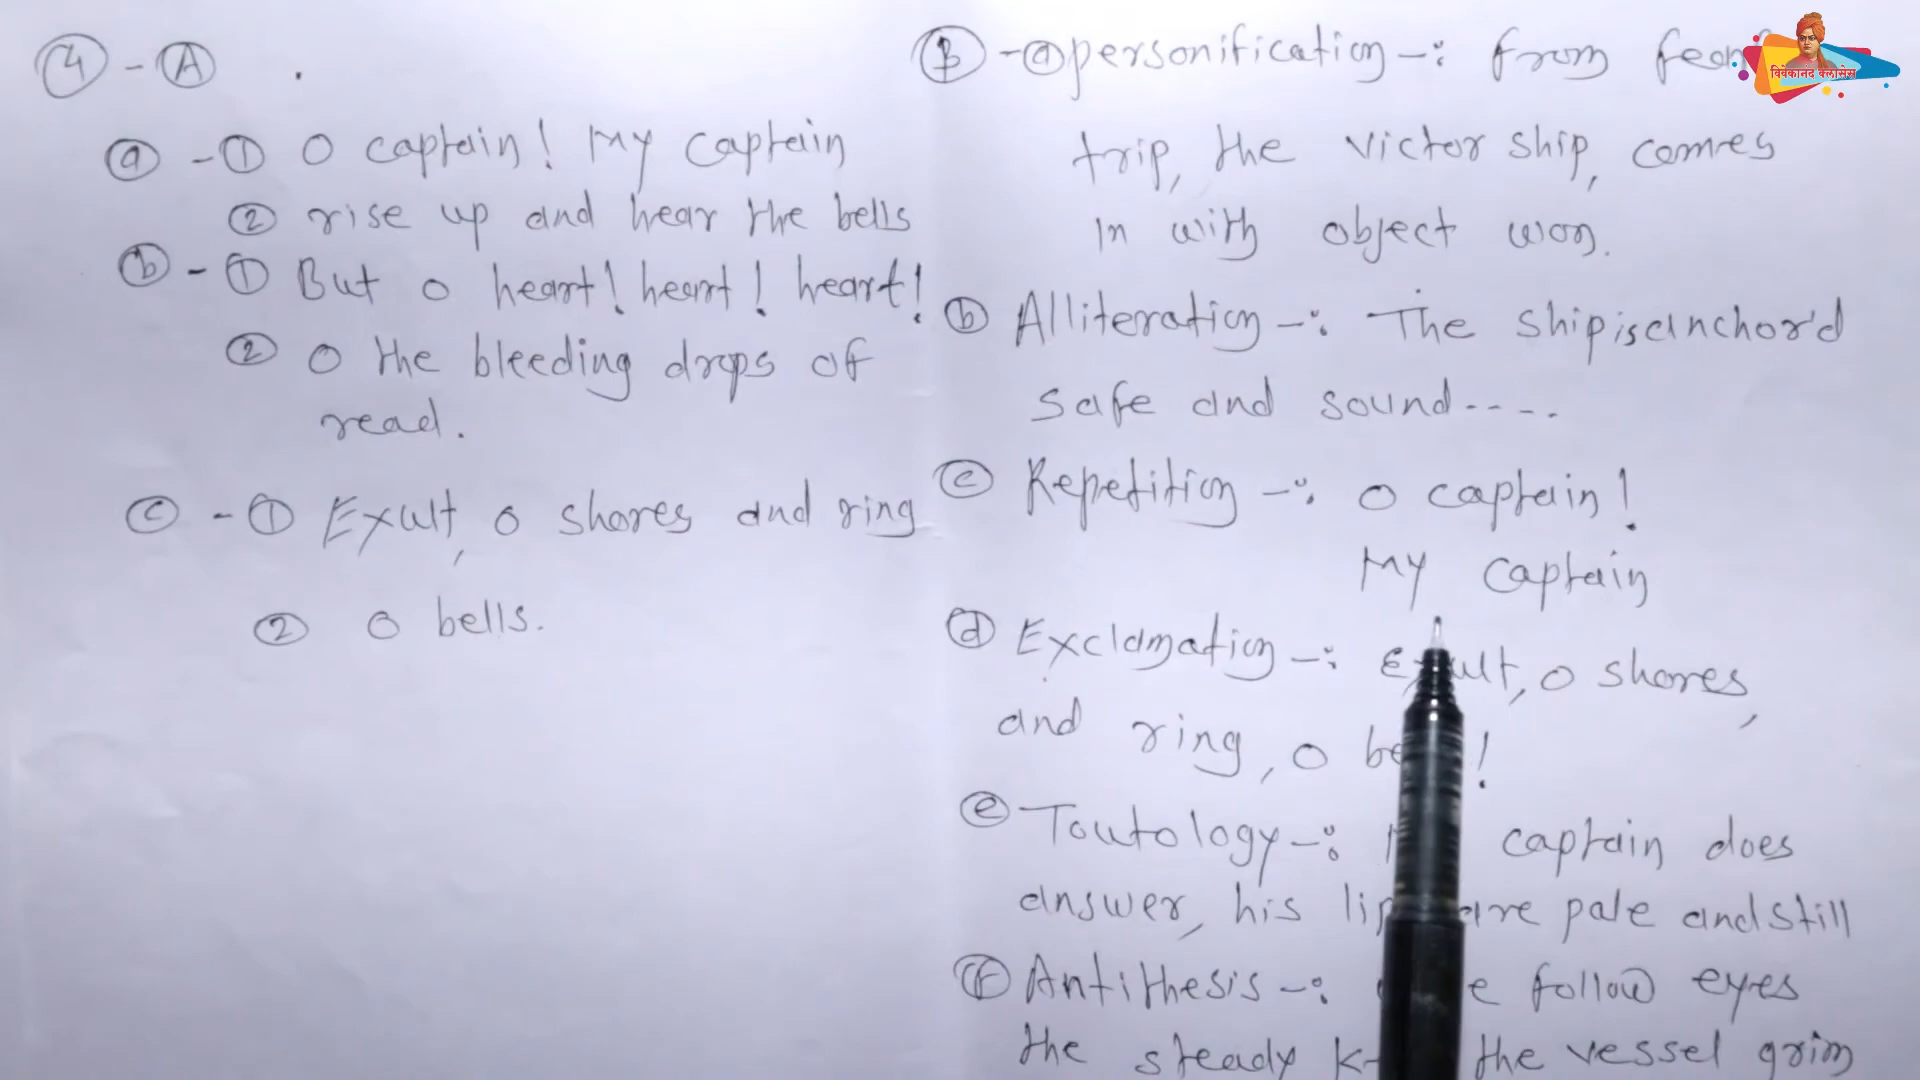 4 - A
a - 1 O captain! My Captain
2 rise up and hear the bells
b - 1 But o heart! heart! heart!
2 O the bleeding drops of
read.
c - 1 Exult, o shores and ring
2 O bells.
B - a personification -: From
trip, the victor ship, comes
in with object won.
b Alliteration -: The ship is anchor'd
safe and sound----
c Repetition -: O captain!
My Captain
d Exclamation -: Exult, o shores,
and ring, o !
e Toutology -: captain does
answer, his are pale and still
f Antithesis -: follow eyes
the steady the vessel grim
विवेकानंद क्लासेस